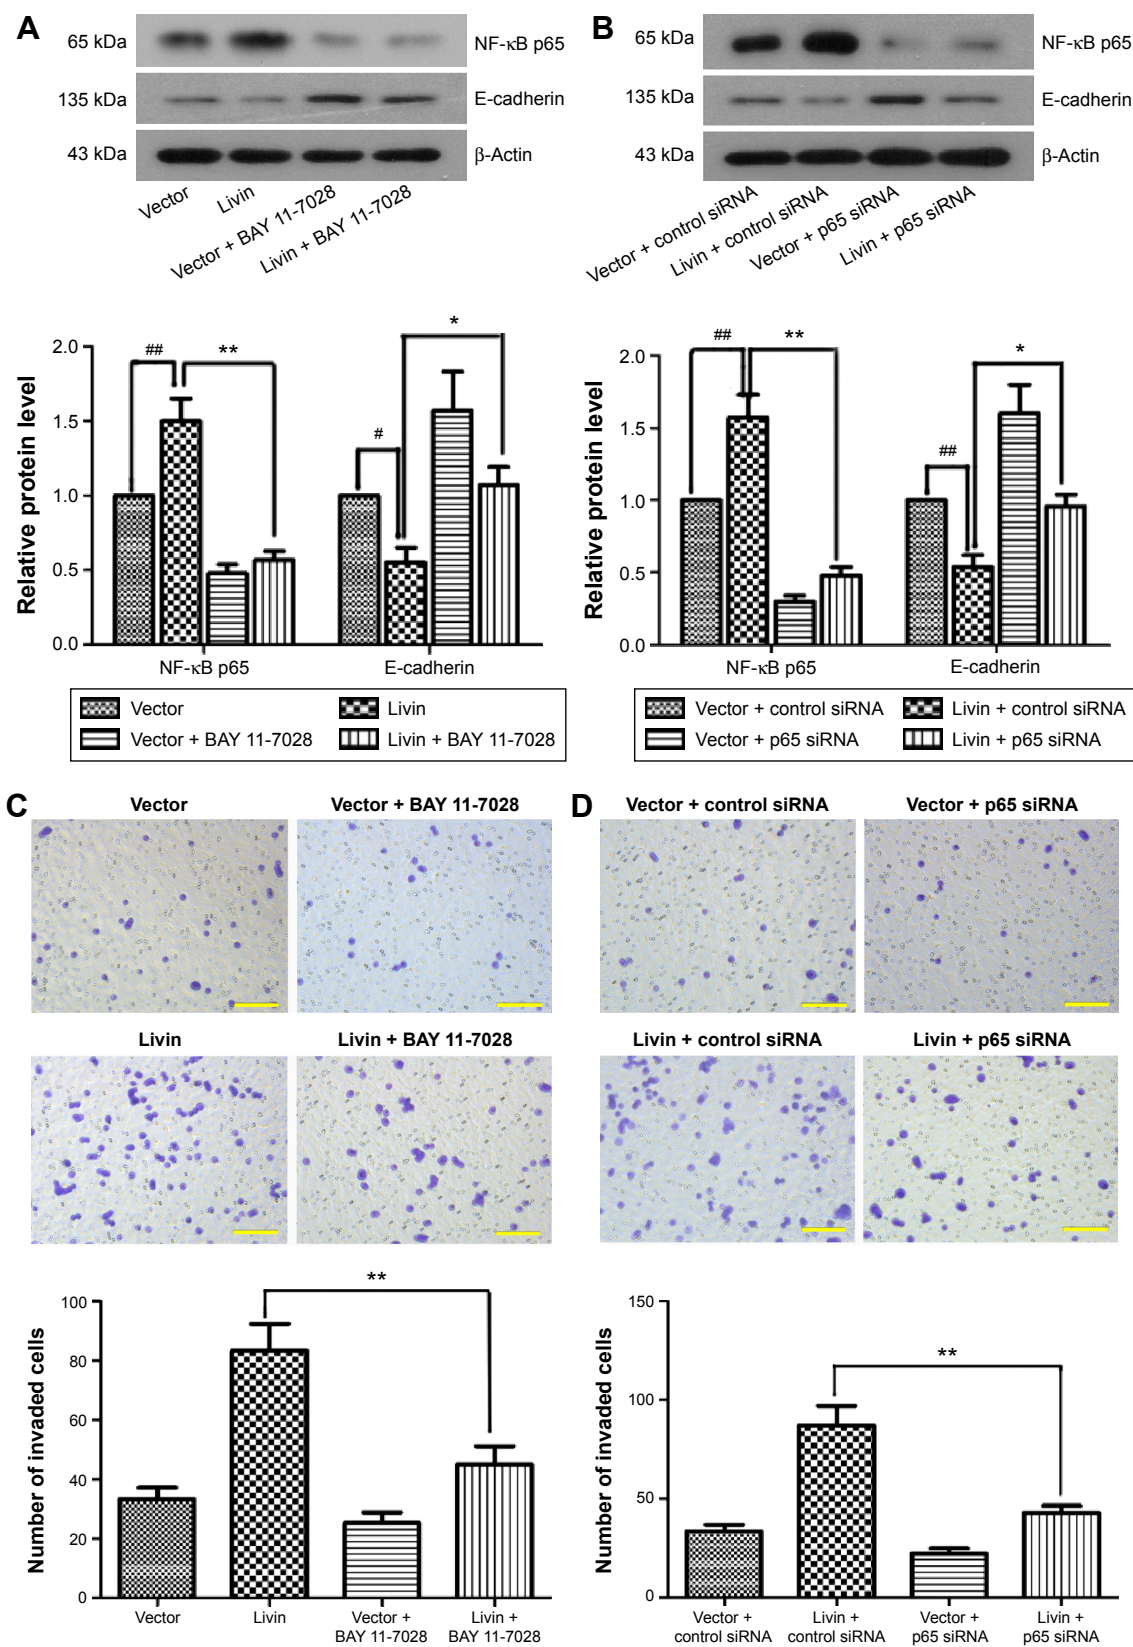 A
65 kDa
NF-κB p65
135 kDa
E-cadherin
43 kDa
β-Actin
Vector
Livin
Vector + BAY 11-7028
Livin + BAY 11-7028
Relative protein level
2.0
1.5
1.0
0.5
0.0
##
**
#
*
NF-κB p65
E-cadherin
Vector
Livin
Vector + BAY 11-7028
Livin + BAY 11-7028
B
65 kDa
NF-κB p65
135 kDa
E-cadherin
43 kDa
β-Actin
Vector + control siRNA
Livin + control siRNA
Vector + p65 siRNA
Livin + p65 siRNA
Relative protein level
2.0
1.5
1.0
0.5
0.0
##
**
##
*
NF-κB p65
E-cadherin
Vector + control siRNA
Livin + control siRNA
Vector + p65 siRNA
Livin + p65 siRNA
C
Vector
Vector + BAY 11-7028
Livin
Livin + BAY 11-7028
Number of invaded cells
100
80
60
40
20
0
**
Vector
Livin
Vector +
BAY 11-7028
Livin +
BAY 11-7028
D
Vector + control siRNA
Vector + p65 siRNA
Livin + control siRNA
Livin + p65 siRNA
Number of invaded cells
150
100
50
0
**
Vector +
control siRNA
Livin +
control siRNA
Vector +
p65 siRNA
Livin +
p65 siRNA